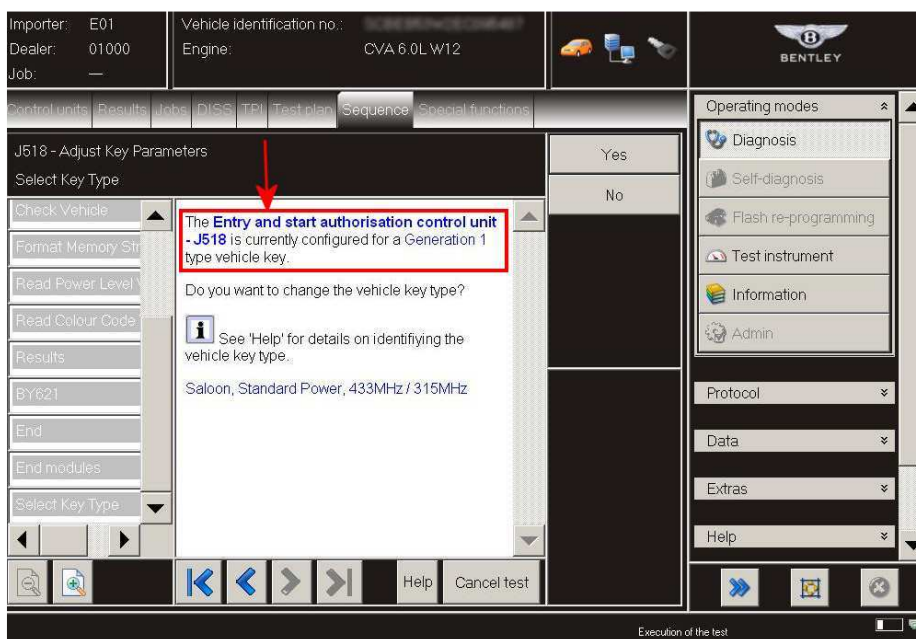 Importer: E01
Dealer: 01000
Job: —
Vehicle identification no.:
Engine: CVA 6.0L W12
B
BENTLEY
Control units Results Jobs DISS TPI Test plan Sequence Special functions
J518 - Adjust Key Parameters
Select Key Type
Check Vehicle
Format Memory Str
Read Power Level V
Read Colour Code
Results
BY621
End
End modules
Select Key Type
The Entry and start authorisation control unit
- J518 is currently configured for a Generation 1
type vehicle key.
Do you want to change the vehicle key type?
i See 'Help' for details on identifiying the
vehicle key type.
Saloon, Standard Power, 433MHz / 315MHz
Help
Cancel test
Yes
No
Operating modes
Diagnosis
Self-diagnosis
Flash re-programming
Test instrument
Information
Admin
Protocol
Data
Extras
Help
Execution of the test